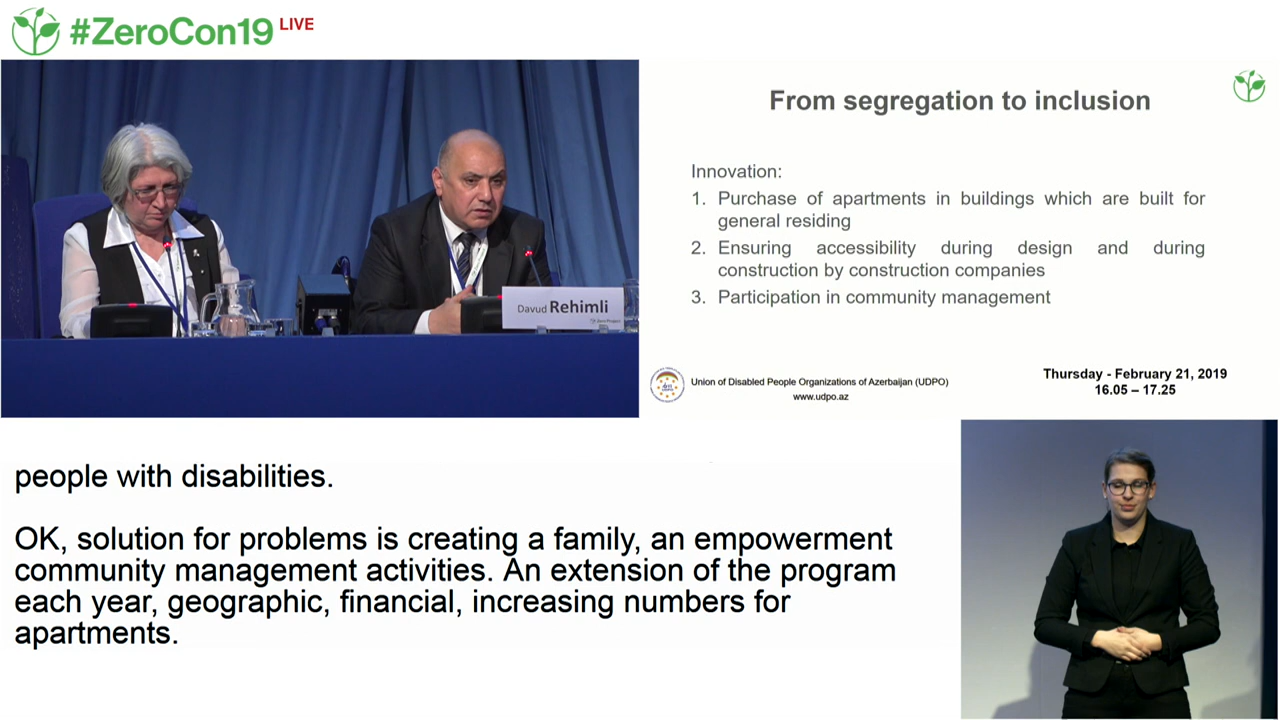 #ZeroCon19 LIVE
From segregation to inclusion
Innovation:
1. Purchase of apartments in buildings which are built for
general residing
2. Ensuring accessibility during design and during
construction by construction companies
3. Participation in community management
Davud Rehimli
Union of Disabled People Organizations of Azerbaijan (UDPO)
www.udpo.az
Thursday - February 21, 2019
16.05 – 17.25
people with disabilities.
OK, solution for problems is creating a family, an empowerment
community management activities. An extension of the program
each year, geographic, financial, increasing numbers for
apartments.